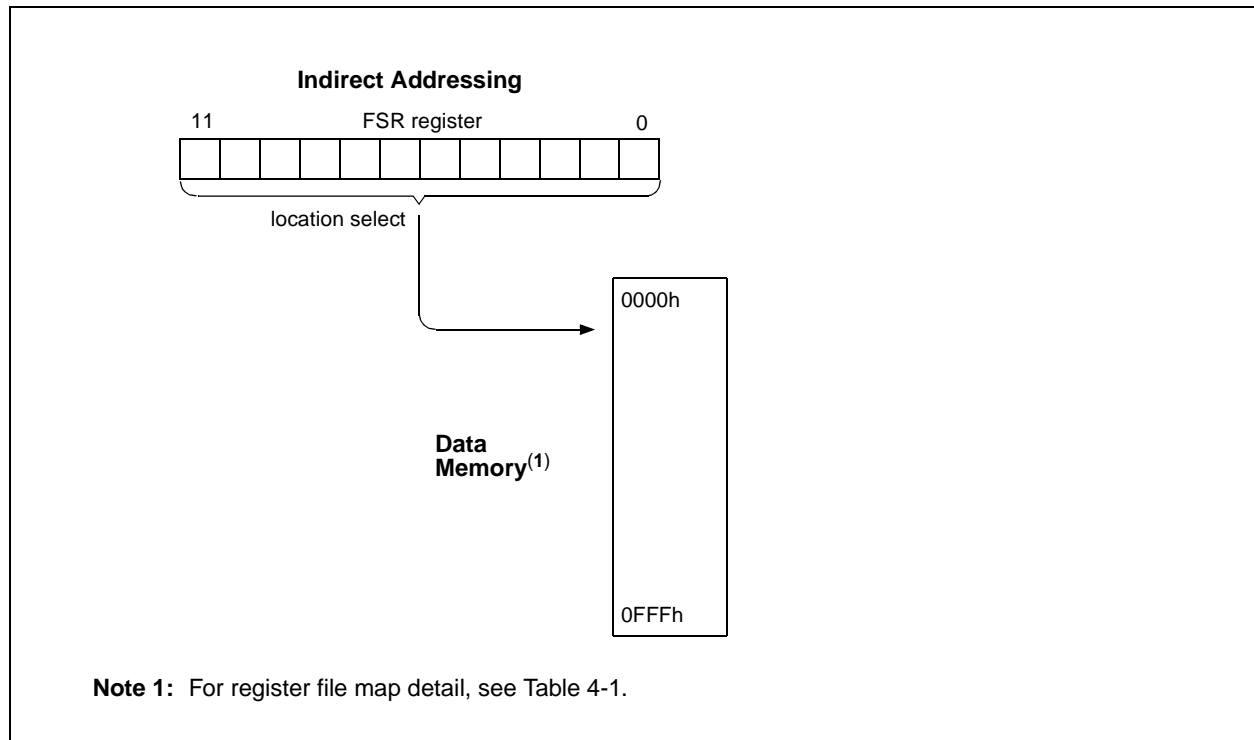 Indirect Addressing
11 FSR register 0
location select
0000h
Data
Memory(1)
0FFFh
Note 1: For register file map detail, see Table 4-1.